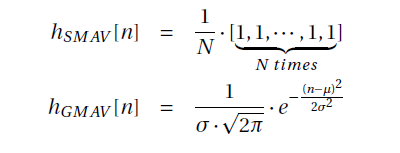 h_{SMAV}[n] = \frac{1}{N} \cdot [\underbrace{1, 1, \cdots, 1, 1}_{N \ times}]
h_{GMAV}[n] = \frac{1}{\sigma \cdot \sqrt{2\pi}} \cdot e^{-\frac{(n-\mu)^2}{2\sigma^2}}